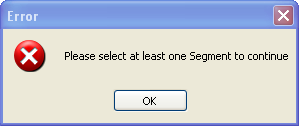 Error
Please select at least one Segment to continue
OK